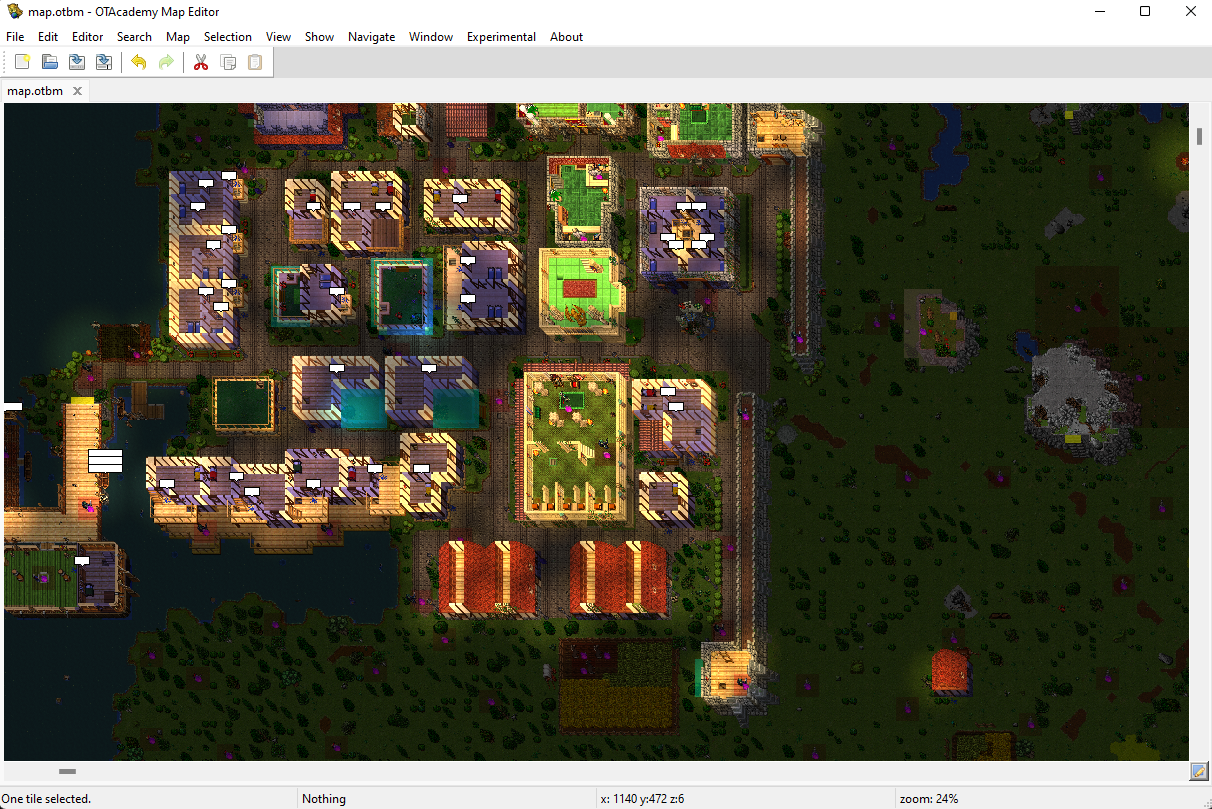 map.otbm - OTAcademy Map Editor
File Edit Editor Search Map Selection View Show Navigate Window Experimental About
map.otbm
One tile selected. Nothing x: 1140 y:472 z:6 zoom: 24%